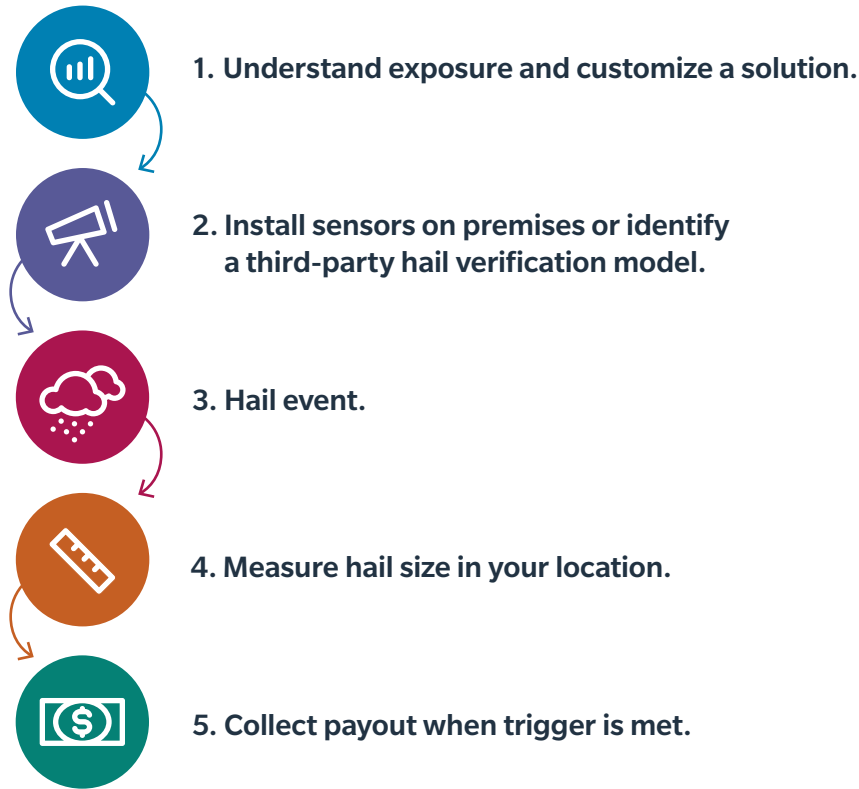 1. Understand exposure and customize a solution.
2. Install sensors on premises or identify
a third-party hail verification model.
3. Hail event.
4. Measure hail size in your location.
$
5. Collect payout when trigger is met.